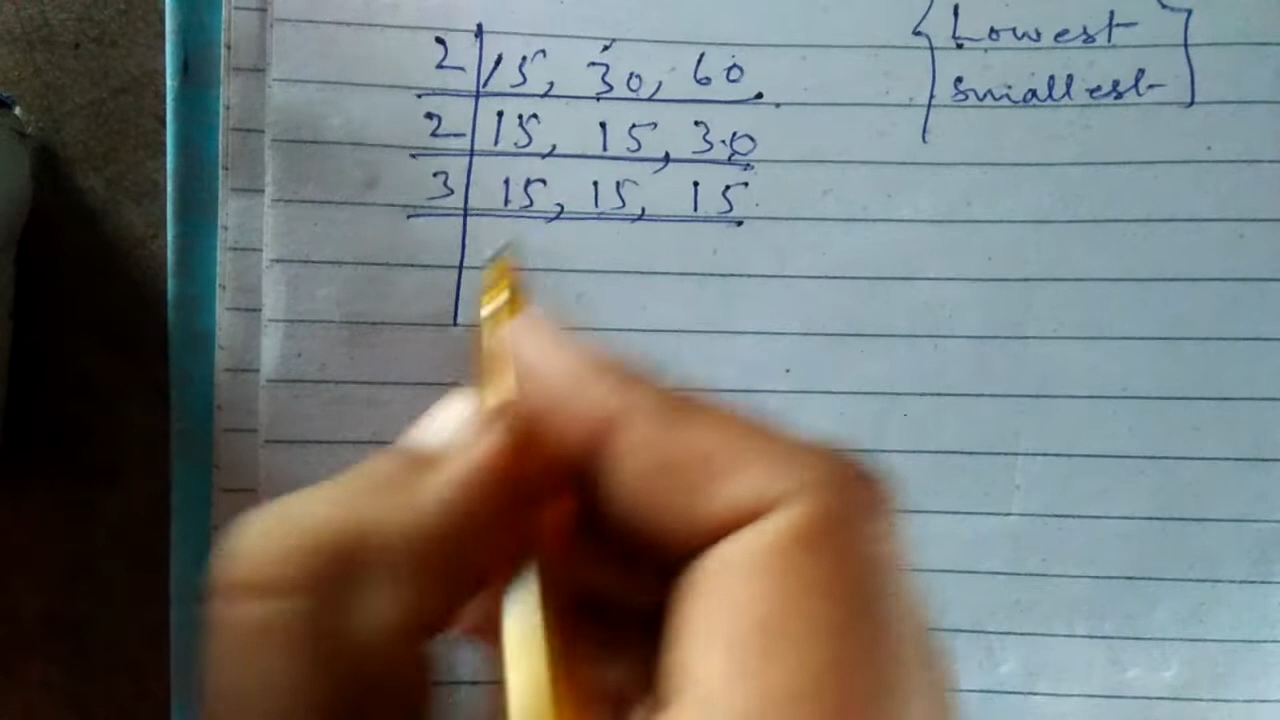 2 | 15, 30, 60
2 | 15, 15, 30
3 | 15, 15, 15
Lowest
Smallest